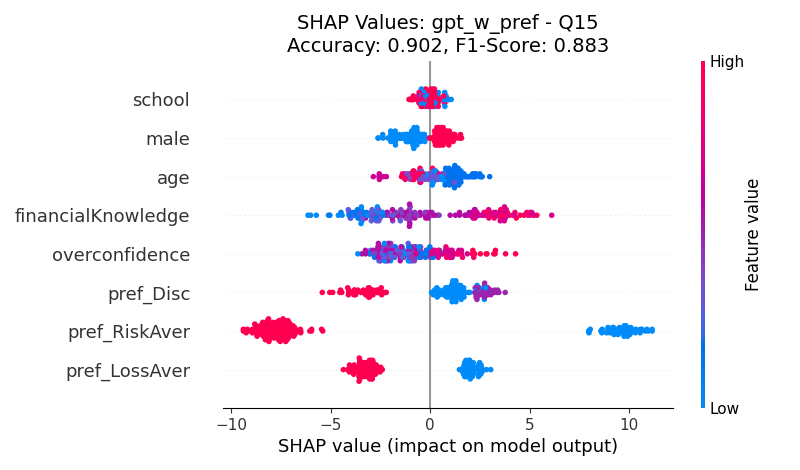 SHAP Values: gpt_w_pref - Q15
Accuracy: 0.902, F1-Score: 0.883
High
school
male
age
financialKnowledge
overconfidence
pref_Disc
pref_RiskAver
pref_LossAver
Feature value
Low
−10
−5
0
5
10
SHAP value (impact on model output)